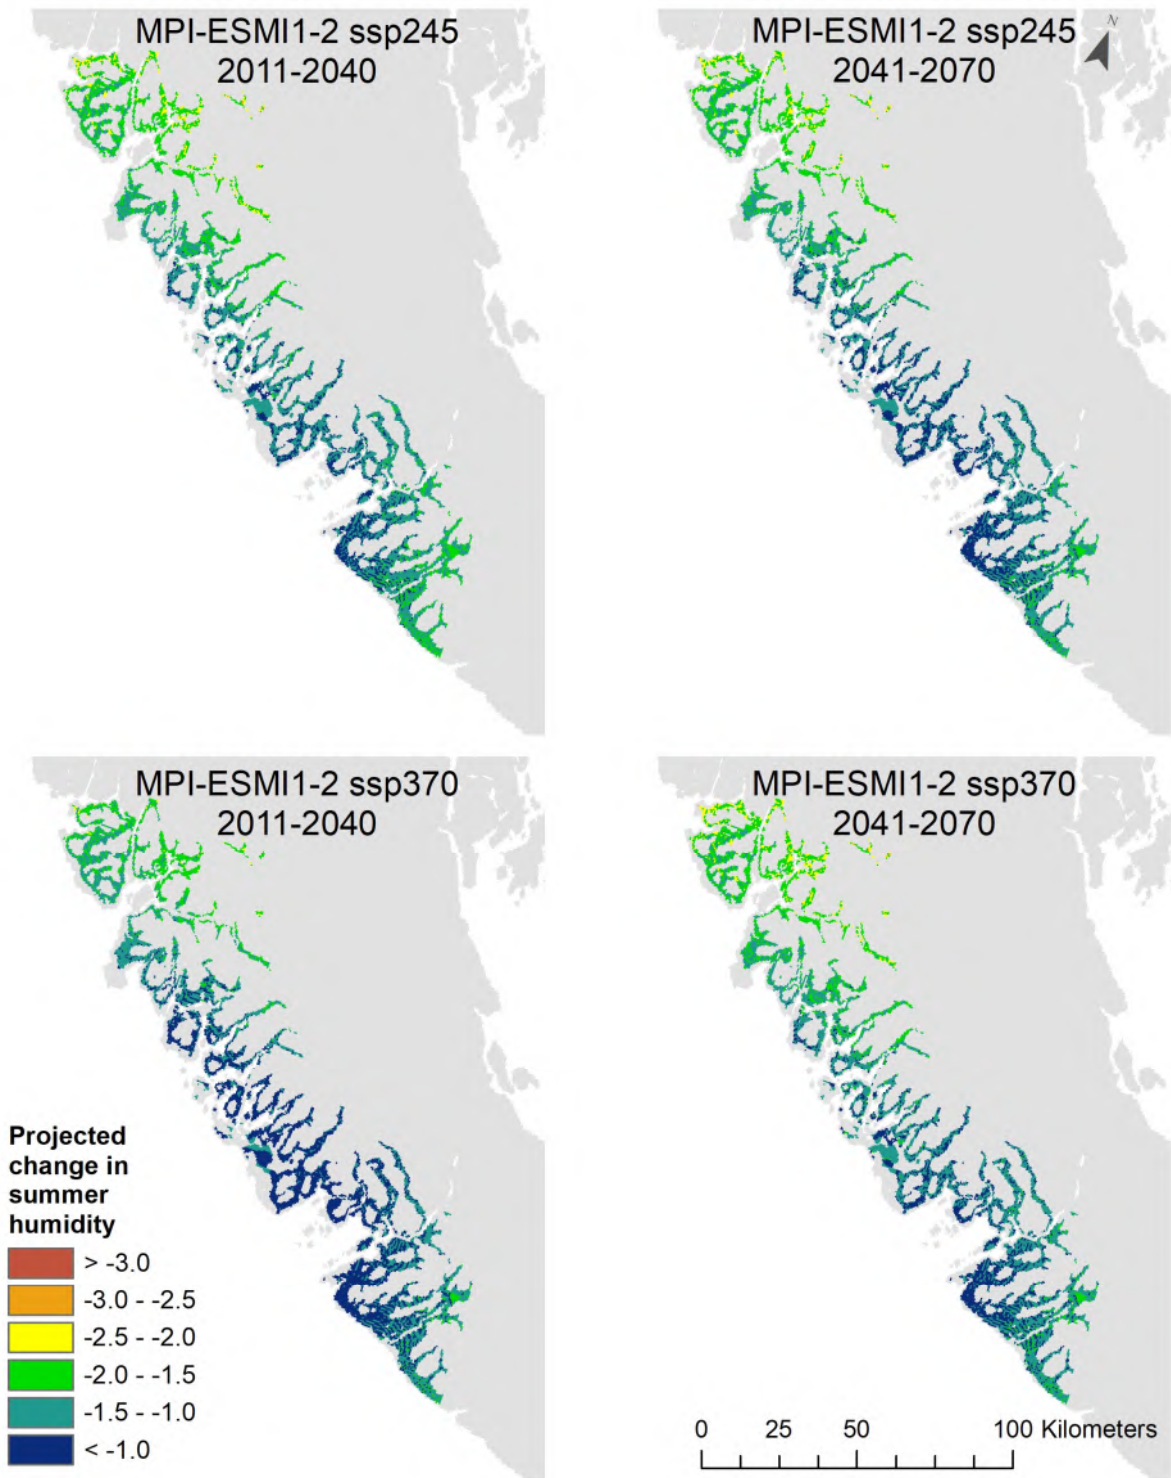 MPI-ESMI1-2 ssp245
2011-2040
MPI-ESMI1-2 ssp245
2041-2070
N
MPI-ESMI1-2 ssp370
2011-2040
MPI-ESMI1-2 ssp370
2041-2070
Projected
change in
summer
humidity
> -3.0
-3.0 - -2.5
-2.5 - -2.0
-2.0 - -1.5
-1.5 - -1.0
< -1.0
0 25 50 100 Kilometers